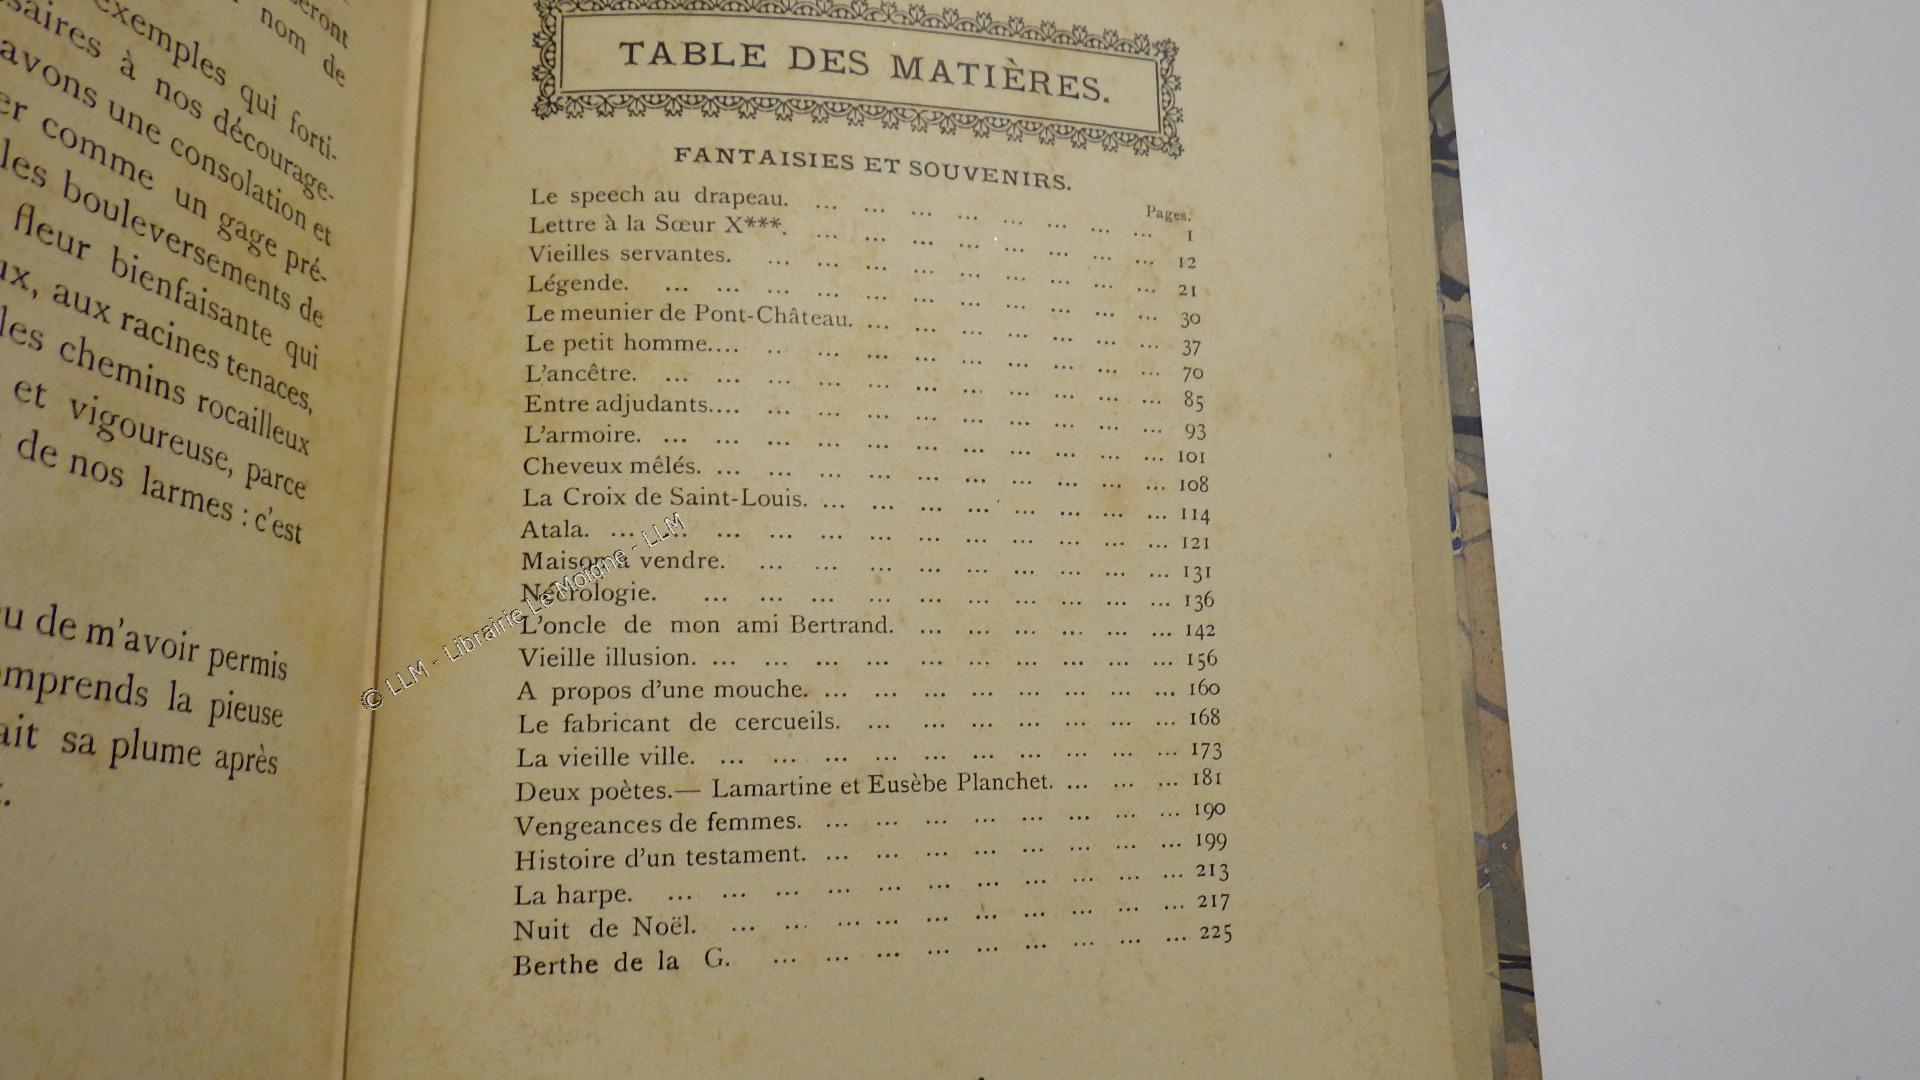 seront
nom de
exemples qui forti-
saires à nos décourage-
avons une consolation et
er comme un gage pré-
les bouleversements de
fleur bienfaisante qui
ux, aux racines tenaces,
les chemins rocailleux
et vigoureuse, parce
de nos larmes : c'est
u de m'avoir permis
omprends la pieuse
ait sa plume après
TABLE DES MATIÈRES.
FANTAISIES ET SOUVENIRS.
Pages.
Le speech au drapeau. ... ... ... ... ... ... ... ... 1
Lettre à la Sœur X***. ... ... ... ... ... ... ... ... 12
Vieilles servantes. ... ... ... ... ... ... ... ... ... 21
Légende. ... ... ... ... ... ... ... ... ... ... ... 30
Le meunier de Pont-Château. ... ... ... ... ... ... ... 37
Le petit homme.... ... ... ... ... ... ... ... ... ... 70
L'ancêtre. ... ... ... ... ... ... ... ... ... ... ... 85
Entre adjudants.... ... ... ... ... ... ... ... ... ... 93
L'armoire. ... ... ... ... ... ... ... ... ... ... ... 101
Cheveux mêlés. ... ... ... ... ... ... ... ... ... ... 108
La Croix de Saint-Louis. ... ... ... ... ... ... ... ... 114
Atala. ... ... ... ... ... ... ... ... ... ... ... ... 121
Maison à vendre. ... ... ... ... ... ... ... ... ... 131
Nécrologie. ... ... ... ... ... ... ... ... ... ... 136
L'oncle de mon ami Bertrand. ... ... ... ... ... ... 142
Vieille illusion. ... ... ... ... ... ... ... ... ... ... 156
A propos d'une mouche. ... ... ... ... ... ... ... ... 160
Le fabricant de cercueils. ... ... ... ... ... ... ... 168
La vieille ville. ... ... ... ... ... ... ... ... ... ... 173
Deux poètes.— Lamartine et Eusèbe Planchet. ... ... ... 181
Vengeances de femmes. ... ... ... ... ... ... ... ... 190
Histoire d'un testament. ... ... ... ... ... ... ... ... 199
La harpe. ... ... ... ... ... ... ... ... ... ... ... 213
Nuit de Noël. ... ... ... ... ... ... ... ... ... ... 217
Berthe de la G. ... ... ... ... ... ... ... ... ... 225
© LLM - Librairie Le Moigne - LLM